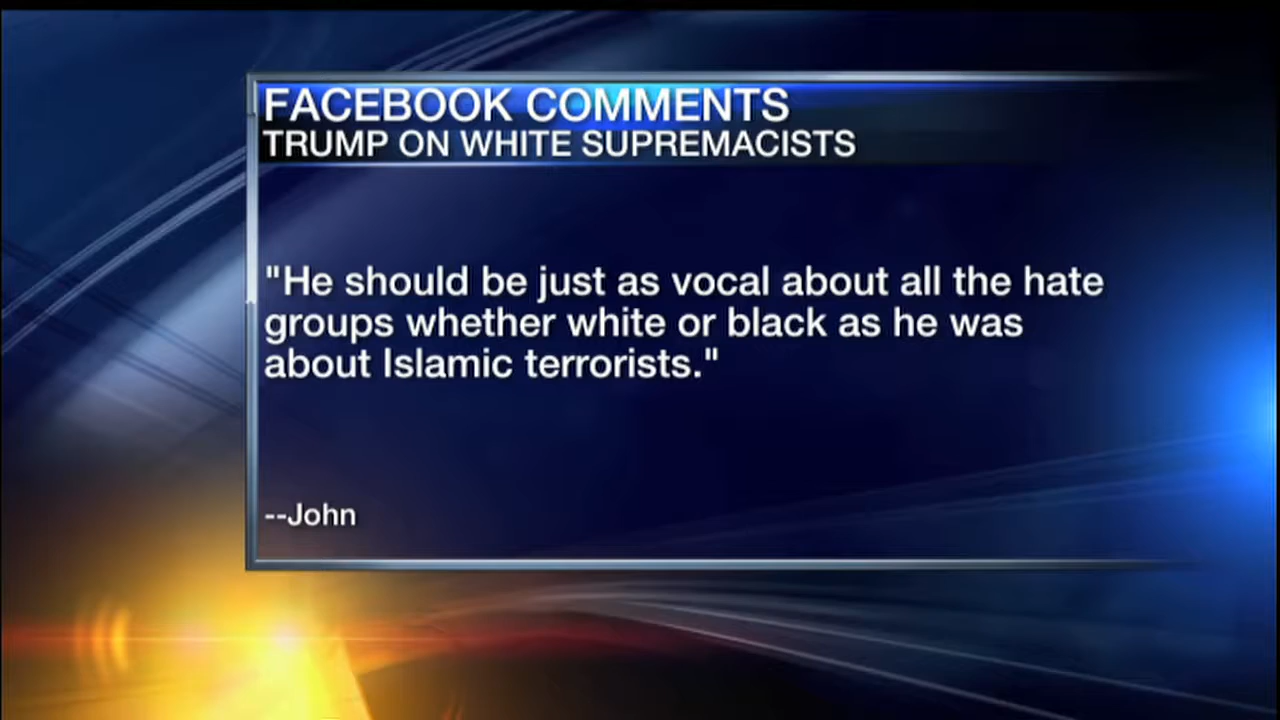 FACEBOOK COMMENTS
TRUMP ON WHITE SUPREMACISTS
"He should be just as vocal about all the hate
groups whether white or black as he was
about Islamic terrorists."
--John